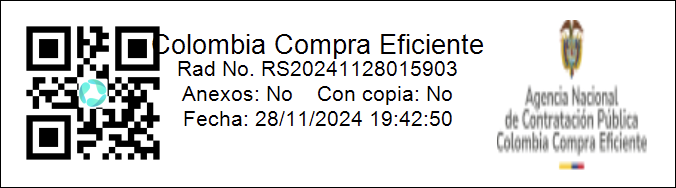 Colombia Compra Eficiente
Rad No. RS20241128015903
Anexos: No Con copia: No
Fecha: 28/11/2024 19:42:50
Agencia Nacional
de Contratación Pública
Colombia Compra Eficiente